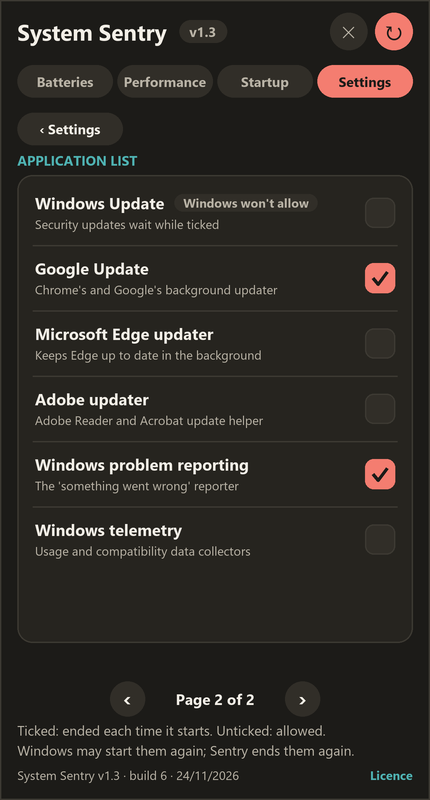 System Sentry v1.3
Batteries Performance Startup Settings
‹ Settings
APPLICATION LIST
Windows Update Windows won't allow
Security updates wait while ticked
Google Update
Chrome's and Google's background updater
Microsoft Edge updater
Keeps Edge up to date in the background
Adobe updater
Adobe Reader and Acrobat update helper
Windows problem reporting
The 'something went wrong' reporter
Windows telemetry
Usage and compatibility data collectors
‹ Page 2 of 2 ›
Ticked: ended each time it starts. Unticked: allowed.
Windows may start them again; Sentry ends them again.
System Sentry v1.3 · build 6 · 24/11/2026 Licence